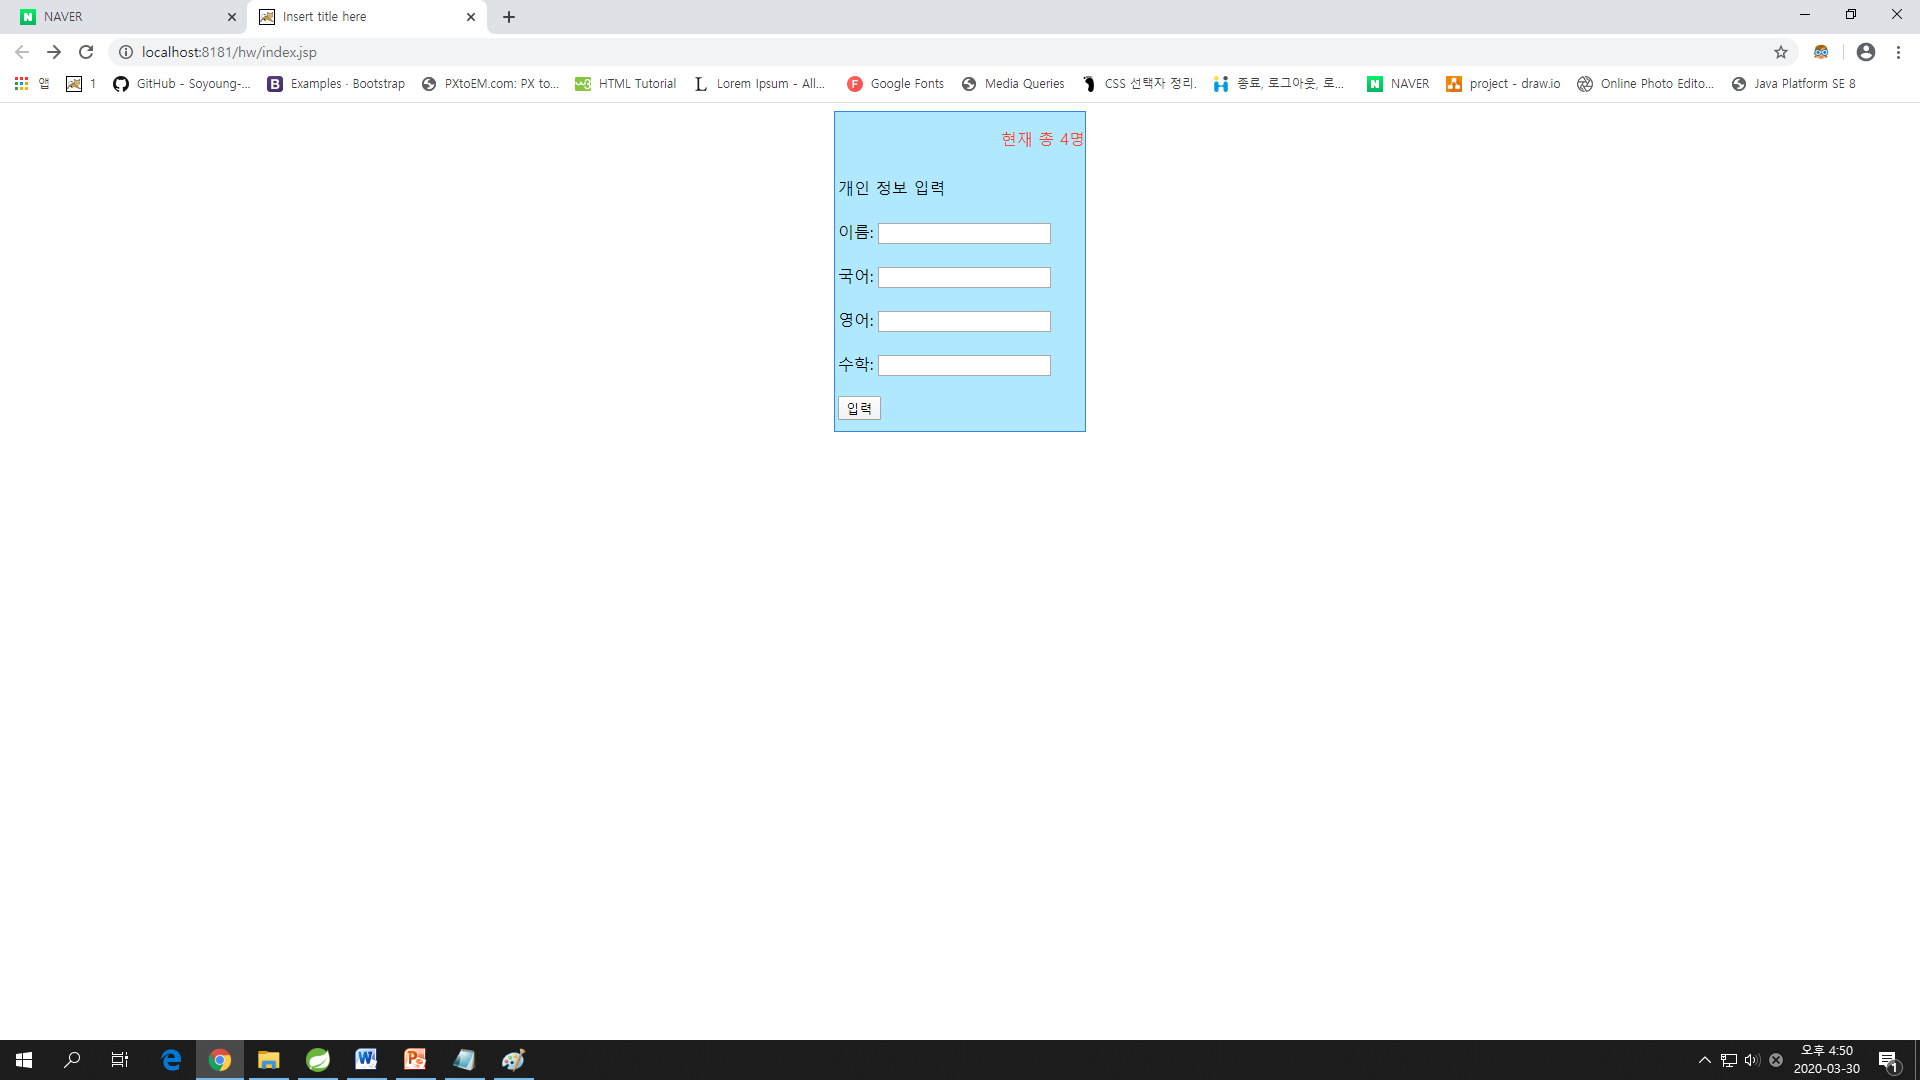 NAVER
Insert title here
localhost:8181/hw/index.jsp
앱
1
GitHub - Soyoung-...
Examples · Bootstrap
PXtoEM.com: PX to...
HTML Tutorial
Lorem Ipsum - All...
Google Fonts
Media Queries
CSS 선택자 정리.
종료, 로그아웃, 로...
NAVER
project - draw.io
Online Photo Edito...
Java Platform SE 8
현재 총 4명
개인 정보 입력
이름:
국어:
영어:
수학:
입력
오후 4:50
2020-03-30
1